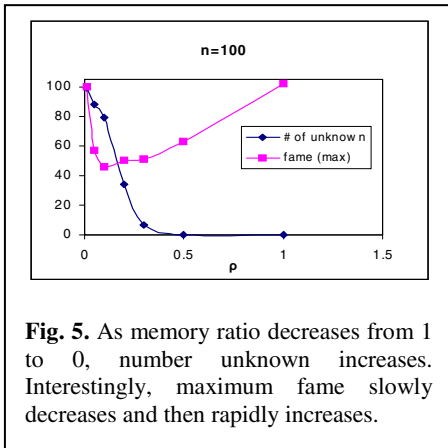 n=100
100
80
60
40
20
0
0
0.5
1
1.5
ρ
# of unknown
fame (max)
Fig. 5. As memory ratio decreases from 1
to 0, number unknown increases.
Interestingly, maximum fame slowly
decreases and then rapidly increases.